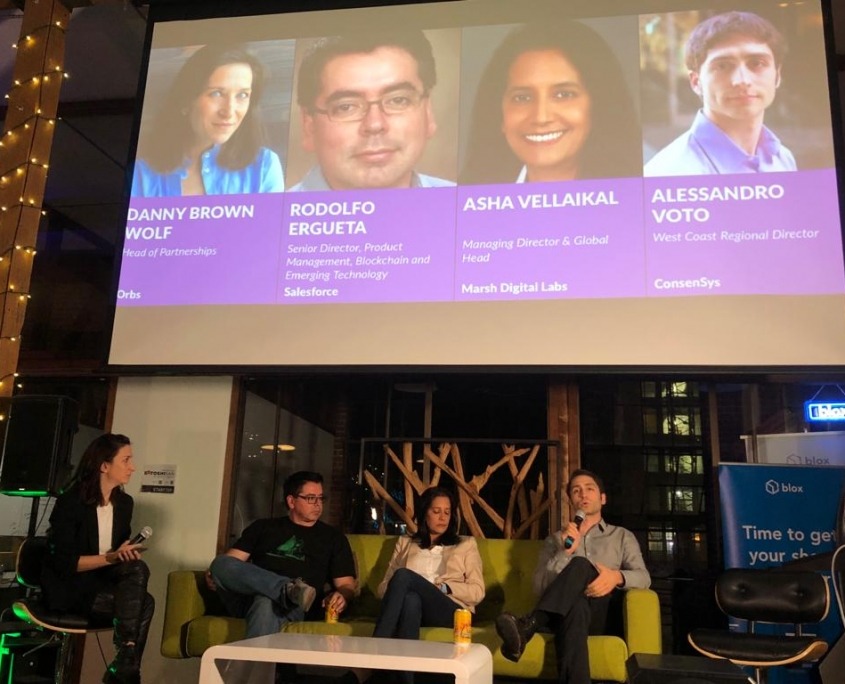 DANNY BROWN
WOLF
Head of Partnerships
Orbs
RODOLFO
ERGUETA
Senior Director, Product
Management, Blockchain and
Emerging Technology
Salesforce
ASHA VELLAIKAL
Managing Director & Global
Head
Marsh Digital Labs
ALESSANDRO
VOTO
West Coast Regional Director
ConsenSys
blox
blox
blox
Time to get
your